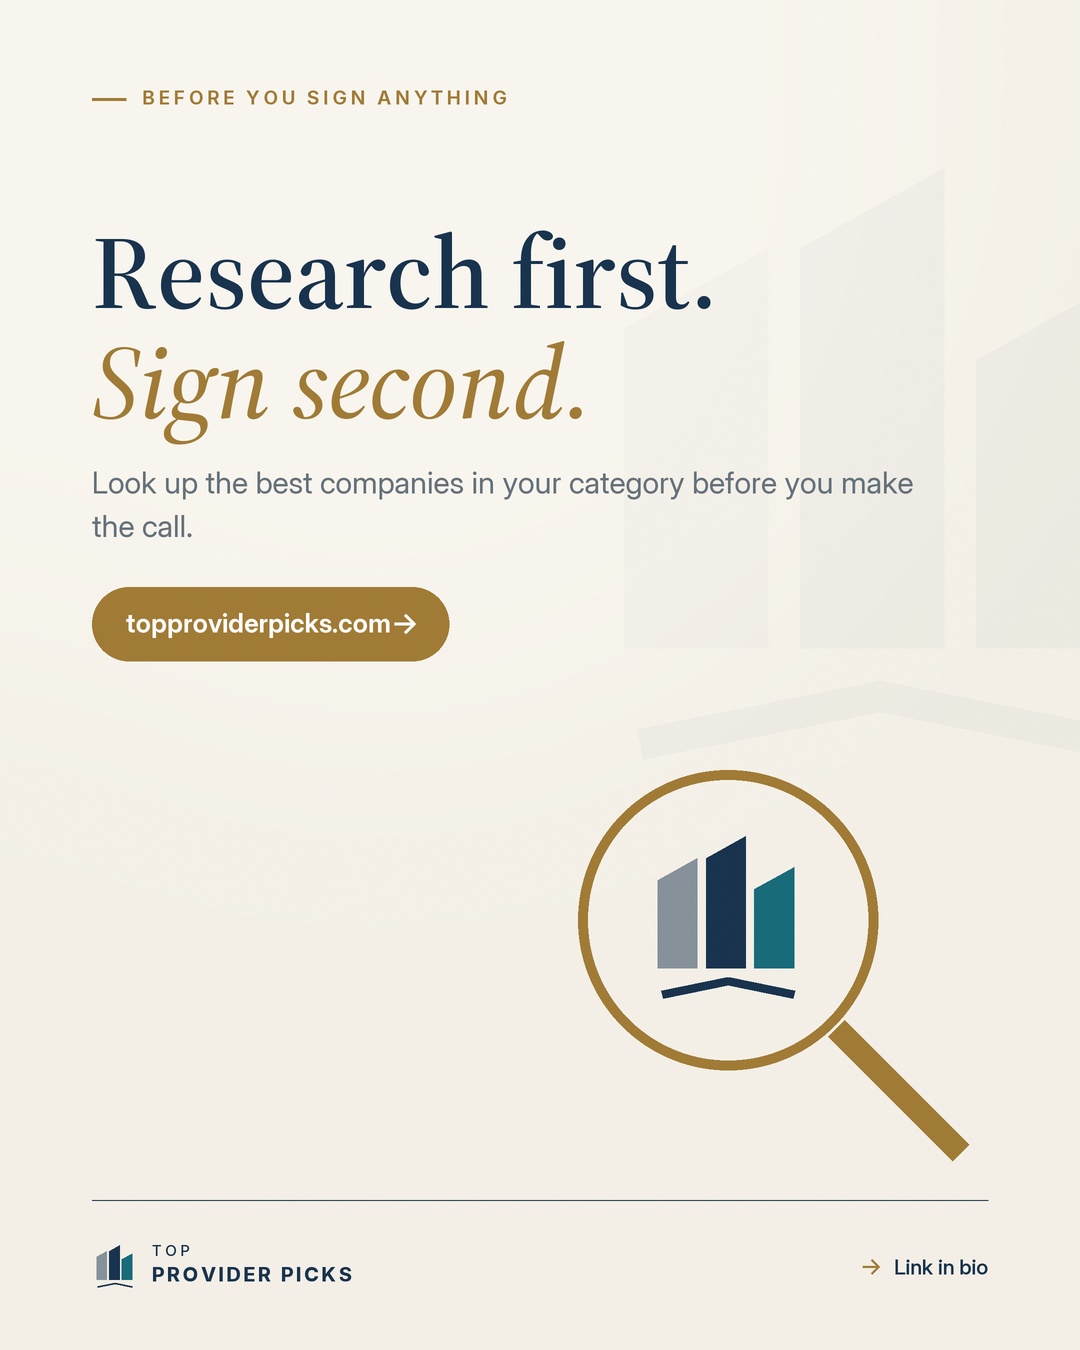 BEFORE YOU SIGN ANYTHING
Research first.
Sign second.
Look up the best companies in your category before you make
the call.
topproviderpicks.com→
TOP
PROVIDER PICKS
→ Link in bio